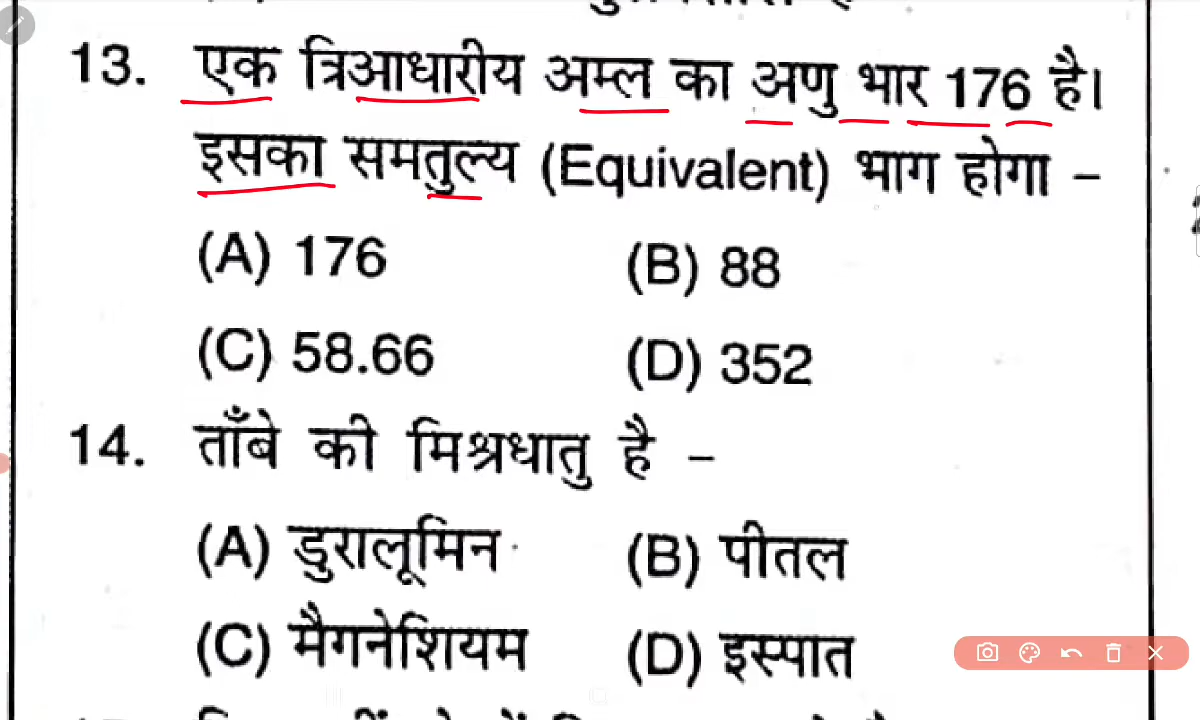 13. एक त्रिआधारीय अम्ल का अणु भार 176 है।
इसका समतुल्य (Equivalent) भाग होगा –
(A) 176 (B) 88
(C) 58.66 (D) 352
14. ताँबे की मिश्रधातु है –
(A) डुरालूमिन (B) पीतल
(C) मैगनेशियम (D) इस्पात